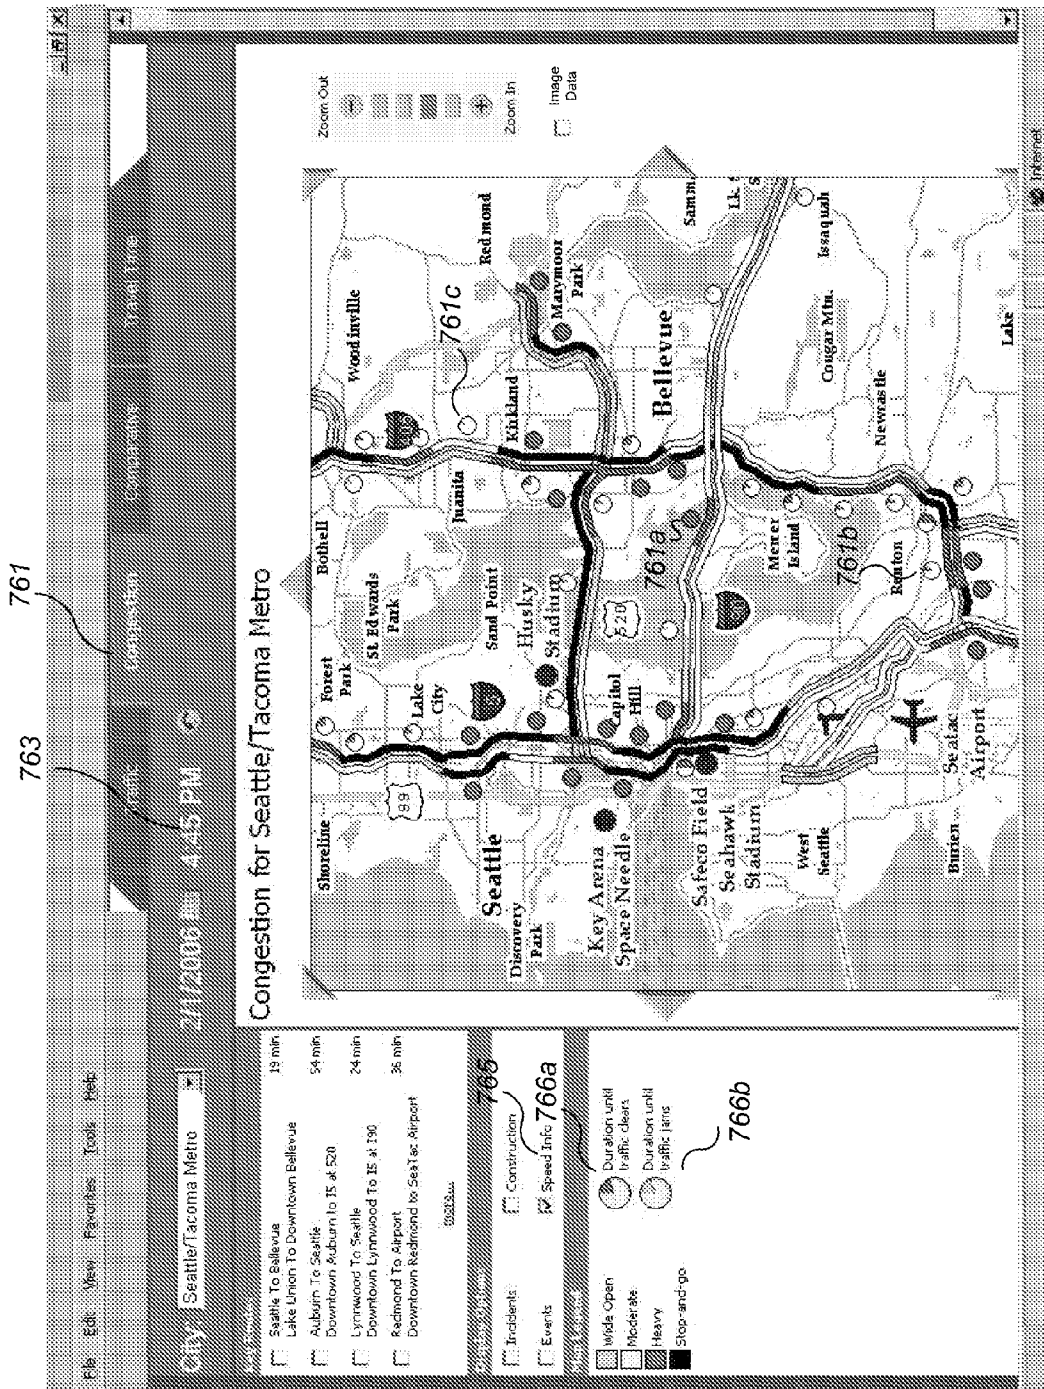 761
763
File Edit View Favorites Tools Help
City: Seattle/Tacoma Metro
2/1/2006
4:45 PM
Traffic
Seattle To Bellevue
19 min
Lake Union To Downtown Bellevue
Auburn To Seattle
54 min
Downtown Auburn to I5 at 520
Lynnwood To Seattle
24 min
Downtown Lynnwood To I5 at I90
Redmond To Airport
36 min
Downtown Redmond to SeaTac Airport
more...
765
Incidents
Construction
Events
Speed Info
766a
Wide Open
Moderate
Heavy
Stop-and-go
Duration until
traffic clears
Duration until
traffic jams
766b
Congestion for Seattle/Tacoma Metro
Zoom Out
Zoom In
Image
Data
Shoreline
Forest
Park
Bothell
Woodinville
St. Edwards
Park
99
Lake
City
Juanita
761c
Redmond
Seattle
Sand Point
Kirkland
Discovery
Park
Husky
Stadium
Marymoor
Park
Key Arena
Space Needle
Capitol
Hill
520
761a
Bellevue
Samm.
Lk. S
S
Safeco Field
Seahawk
Stadium
Mercer
Island
West
Seattle
761b
Cougar Mtn.
Issaquah
Renton
Newcastle
Burien
Seatac
Airport
Lake
Internet